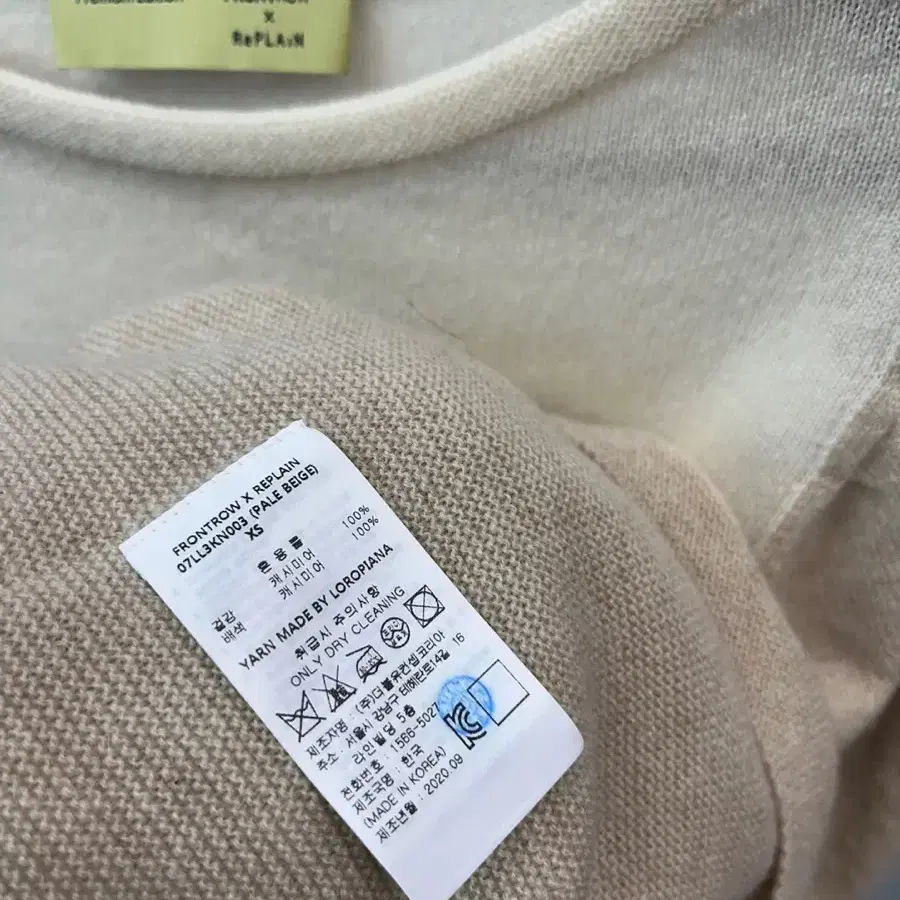 ×
RePLAıN
FRONTROW X REPLAIN
07LL3KN003 (PALE BEIGE)
XS
혼 용 률
겉감 캐시미어 100%
배색 캐시미어 100%
YARN MADE BY LOROPIANA
취급시 주의사항
ONLY DRY CLEANING
제조자명 : (주)더블유컨셉코리아
주소 : 서울시 강남구 테헤란로14길 16
라인빌딩 5층
전화번호 : 1566-5027
제조국명 : 한국
(MADE IN KOREA)
제조년월 : 2020.09